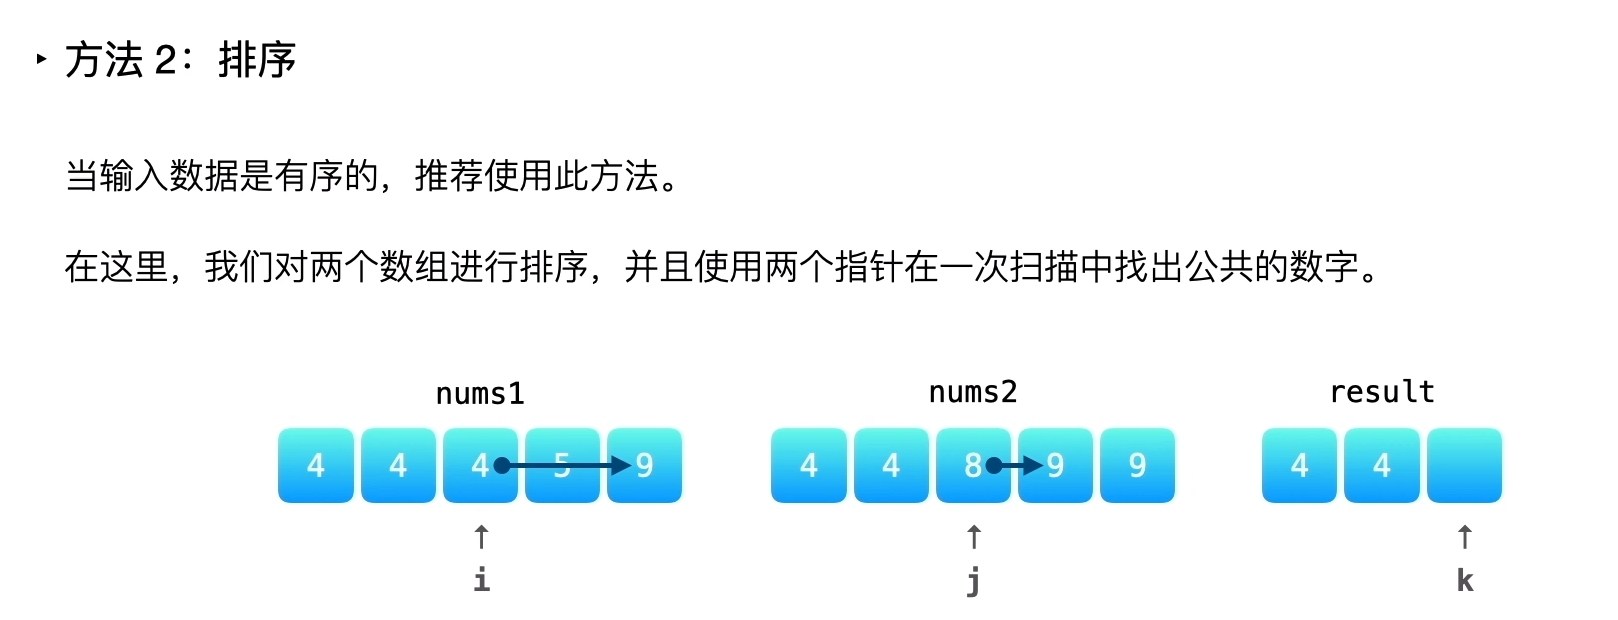 方法 2：排序
当输入数据是有序的，推荐使用此方法。
在这里，我们对两个数组进行排序，并且使用两个指针在一次扫描中找出公共的数字。
nums1 nums2 result
4 4 4 5 9 4 4 8 9 9 4 4
↑ ↑ ↑
i j k